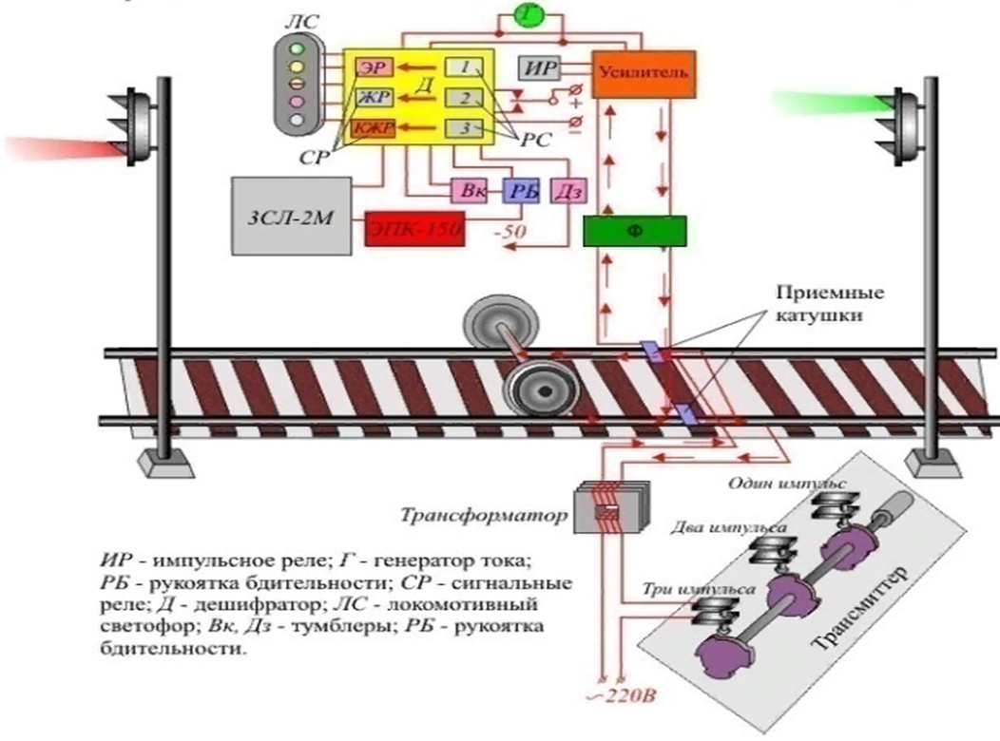 ЛС
Г
ЭР
1
ИР
Усилитель
Д
ЖР
2
+
КЖР
3
−
СР
РС
Вк
РБ
Дз
ЗСЛ-2М
ЭПК-150
-50
Ф
Приемные
катушки
Один импульс
Трансформатор
Два импульса
Три импульса
Трансмиттер
ИР - импульсное реле; Г - генератор тока;
РБ - рукоятка бдительности; СР - сигнальные
реле; Д - дешифратор; ЛС - локомотивный
светофор; Вк, Дз - тумблеры; РБ - рукоятка
бдительности.
~220В